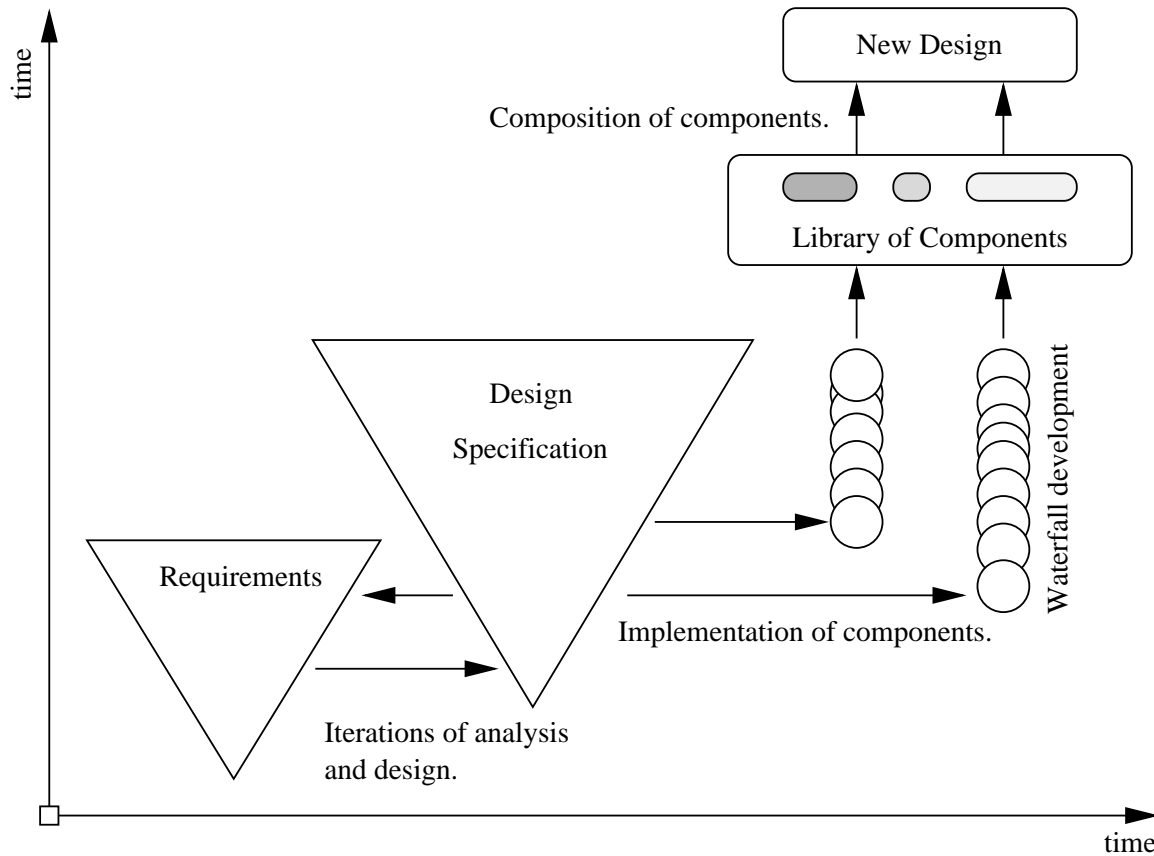 time
New Design
Composition of components.
Library of Components
Design
Specification
Waterfall development
Requirements
Implementation of components.
Iterations of analysis
and design.
time